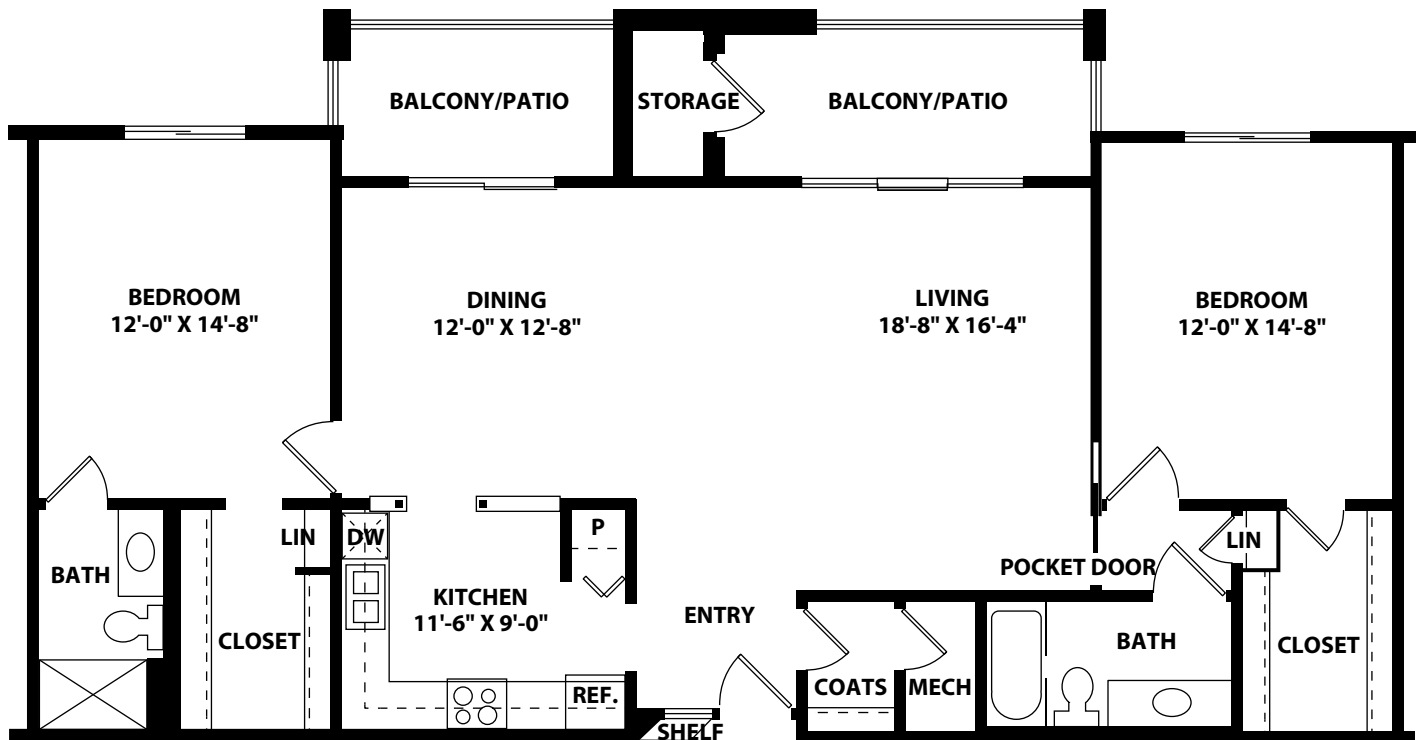 BALCONY/PATIO
STORAGE
BALCONY/PATIO
BEDROOM
12'-0" X 14'-8"
DINING
12'-0" X 12'-8"
LIVING
18'-8" X 16'-4"
BEDROOM
12'-0" X 14'-8"
LIN
DW
P
LIN
BATH
POCKET DOOR
KITCHEN
11'-6" X 9'-0"
ENTRY
CLOSET
BATH
CLOSET
REF.
COATS
MECH
SHELF